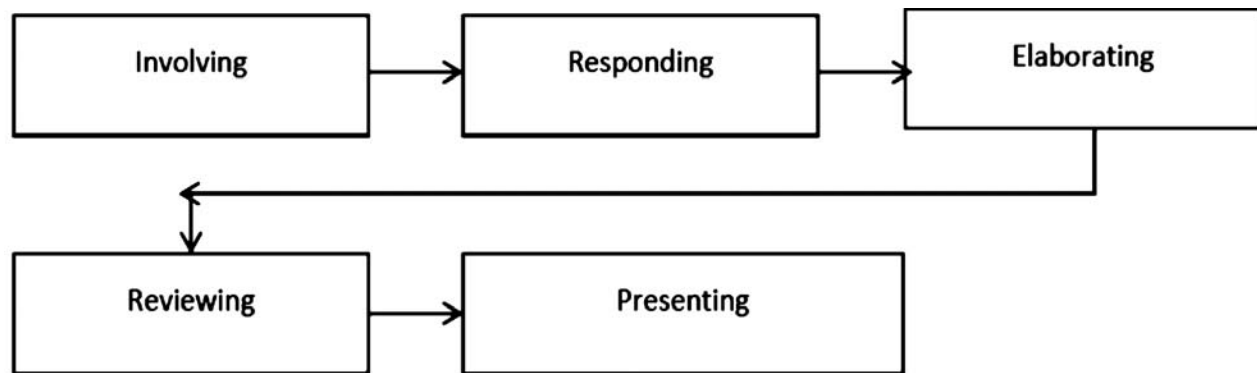 Involving
Responding
Elaborating
Reviewing
Presenting